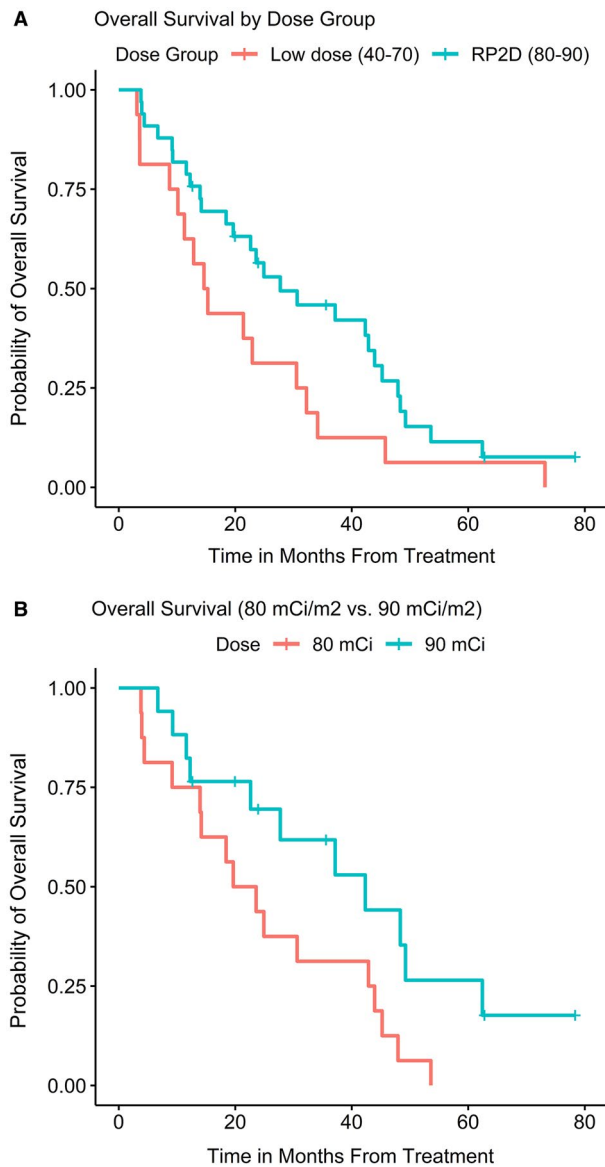 A Overall Survival by Dose Group
Dose Group Low dose (40-70) RP2D (80-90)
Probability of Overall Survival
1.00
0.75
0.50
0.25
0.00
0 20 40 60 80
Time in Months From Treatment
B Overall Survival (80 mCi/m2 vs. 90 mCi/m2)
Dose 80 mCi 90 mCi
Probability of Overall Survival
1.00
0.75
0.50
0.25
0.00
0 20 40 60 80
Time in Months From Treatment